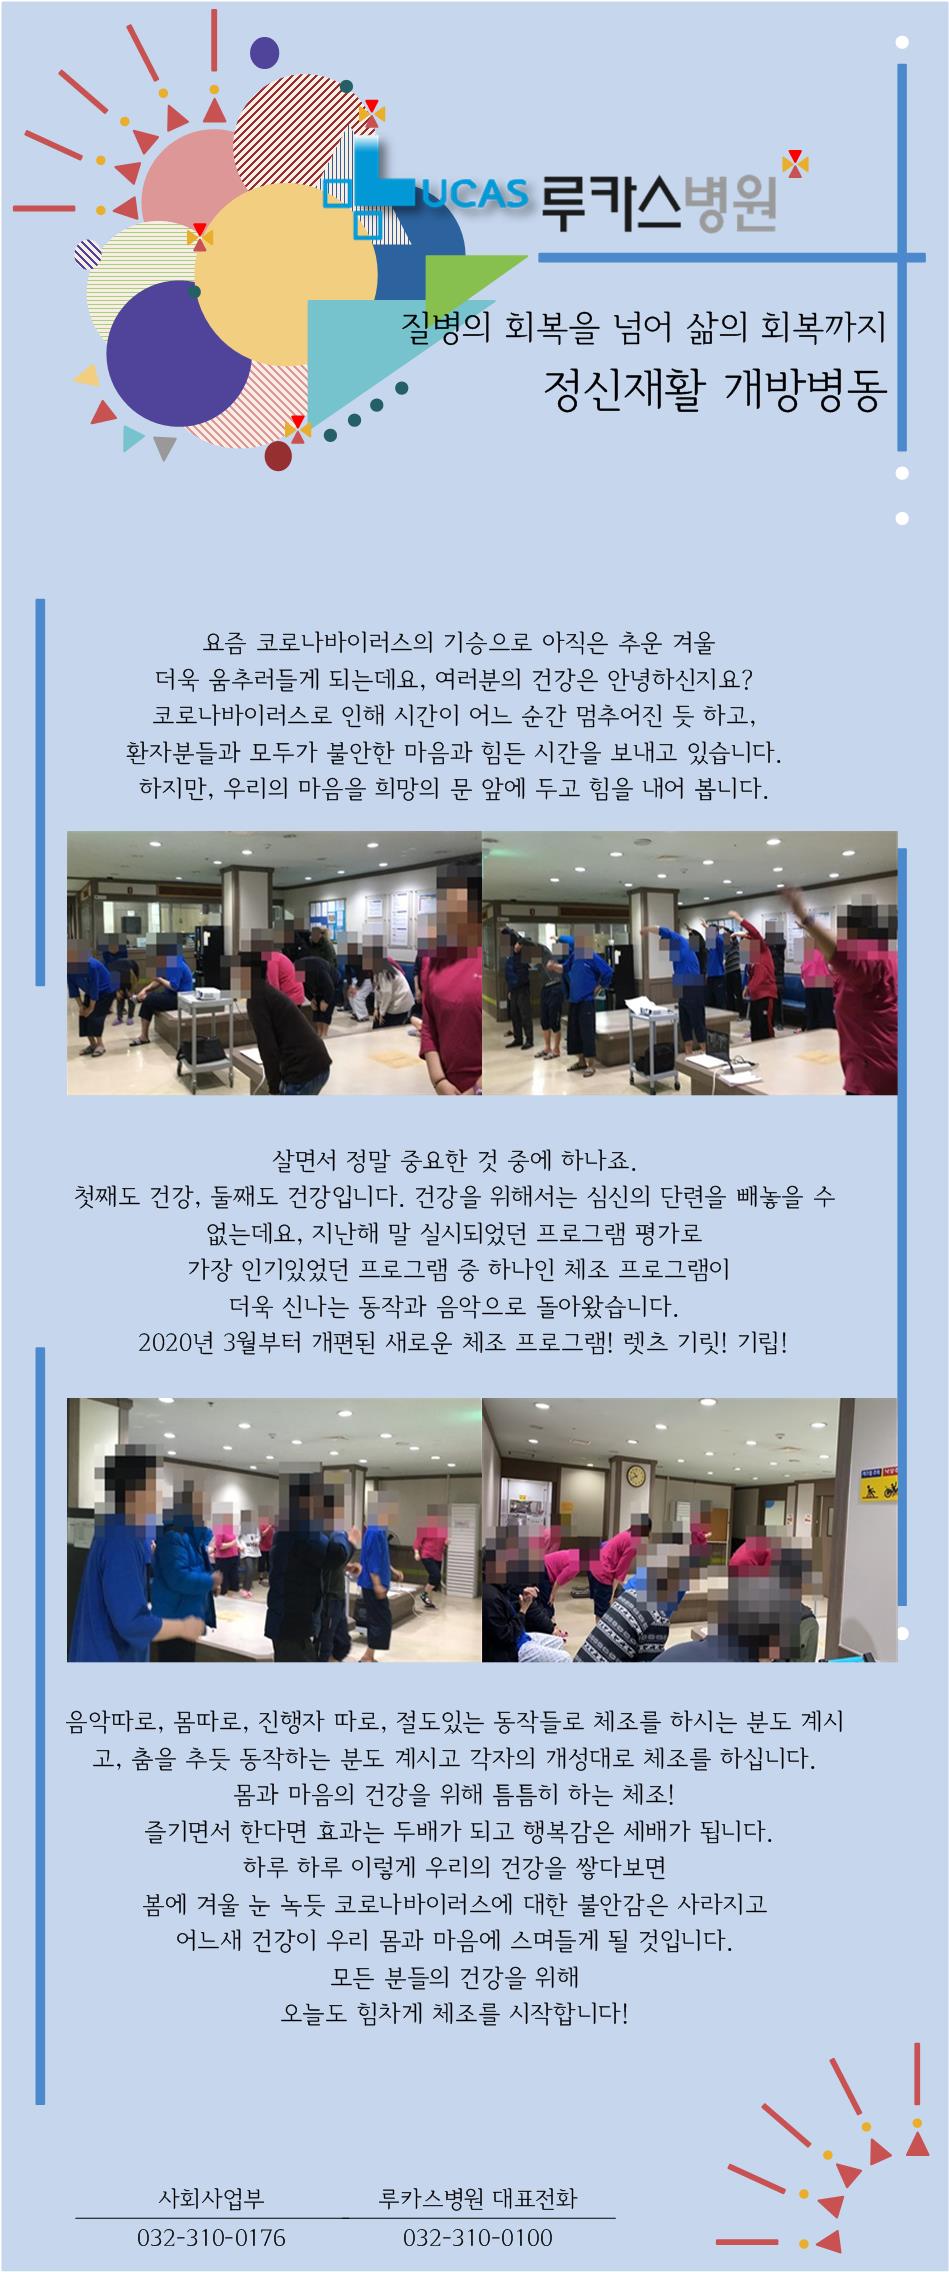 LUCAS 루카스병원
질병의 회복을 넘어 삶의 회복까지
정신재활 개방병동
요즘 코로나바이러스의 기승으로 아직은 추운 겨울
더욱 움추러들게 되는데요, 여러분의 건강은 안녕하신지요?
코로나바이러스로 인해 시간이 어느 순간 멈추어진 듯 하고,
환자분들과 모두가 불안한 마음과 힘든 시간을 보내고 있습니다.
하지만, 우리의 마음을 희망의 문 앞에 두고 힘을 내어 봅니다.
살면서 정말 중요한 것 중에 하나죠.
첫째도 건강, 둘째도 건강입니다. 건강을 위해서는 심신의 단련을 빼놓을 수
없는데요, 지난해 말 실시되었던 프로그램 평가로
가장 인기있었던 프로그램 중 하나인 체조 프로그램이
더욱 신나는 동작과 음악으로 돌아왔습니다.
2020년 3월부터 개편된 새로운 체조 프로그램! 렛츠 기릿! 기립!
음악따로, 몸따로, 진행자 따로, 절도있는 동작들로 체조를 하시는 분도 계시
고, 춤을 추듯 동작하는 분도 계시고 각자의 개성대로 체조를 하십니다.
몸과 마음의 건강을 위해 틈틈히 하는 체조!
즐기면서 한다면 효과는 두배가 되고 행복감은 세배가 됩니다.
하루 하루 이렇게 우리의 건강을 쌓다보면
봄에 겨울 눈 녹듯 코로나바이러스에 대한 불안감은 사라지고
어느새 건강이 우리 몸과 마음에 스며들게 될 것입니다.
모든 분들의 건강을 위해
오늘도 힘차게 체조를 시작합니다!
사회사업부 루카스병원 대표전화
032-310-0176 032-310-0100